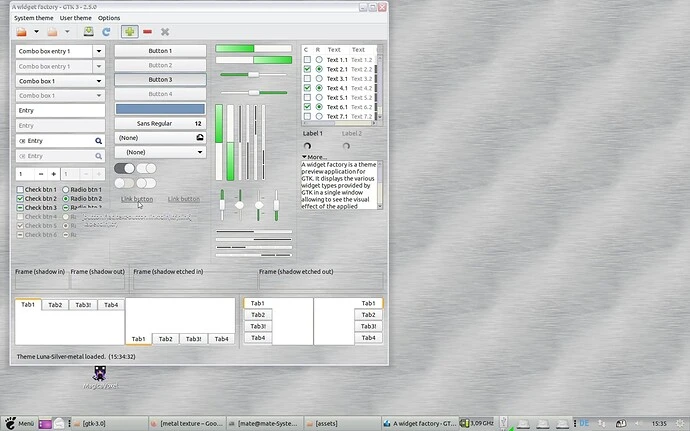 A widget factory - GTK 3 - 2.5.0
System theme User theme Options
Combo box entry 1
Combo box entry 2
Combo box 1
Combo box 2
Entry
Entry
Entry
Entry
1 - + 1 - +
Check btn 1 Radio btn 1
Check btn 2 Radio btn 2
Check btn 3
Check btn 4
Check btn 5
Check btn 6
Button 1
Button 2
Button 3
Button 4
Sans Regular 12
(None)
(None)
Link button Link button
C R Text Text
Text 1.1 Text 1.2
Text 2.1 Text 2.2
Text 3.1 Text 3.2
Text 4.1 Text 4.2
Text 5.1 Text 5.2
Text 6.1 Text 6.2
Text 7.1 Text 7.2
Label 1 Label 2
More...
A widget factory is a theme
preview application for
GTK. It displays the various
widget types provided by
GTK in a single window
allowing to see the visual
effect of the applied
Frame (shadow in) Frame (shadow out) Frame (shadow etched in) Frame (shadow etched out)
Tab1 Tab2 Tab3! Tab4
Tab1 Tab2 Tab3! Tab4
Tab1
Tab2
Tab3!
Tab4
Tab1
Tab2
Tab3!
Tab4
Theme Luna-Silver-metal loaded. (15:34:32)
MagicaVoxel
Menü [gtk-3.0] [metal texture – Goo... [mate@mate-Syste... [assets] A widget factory - GT... 3,09 GHz DE 15:35